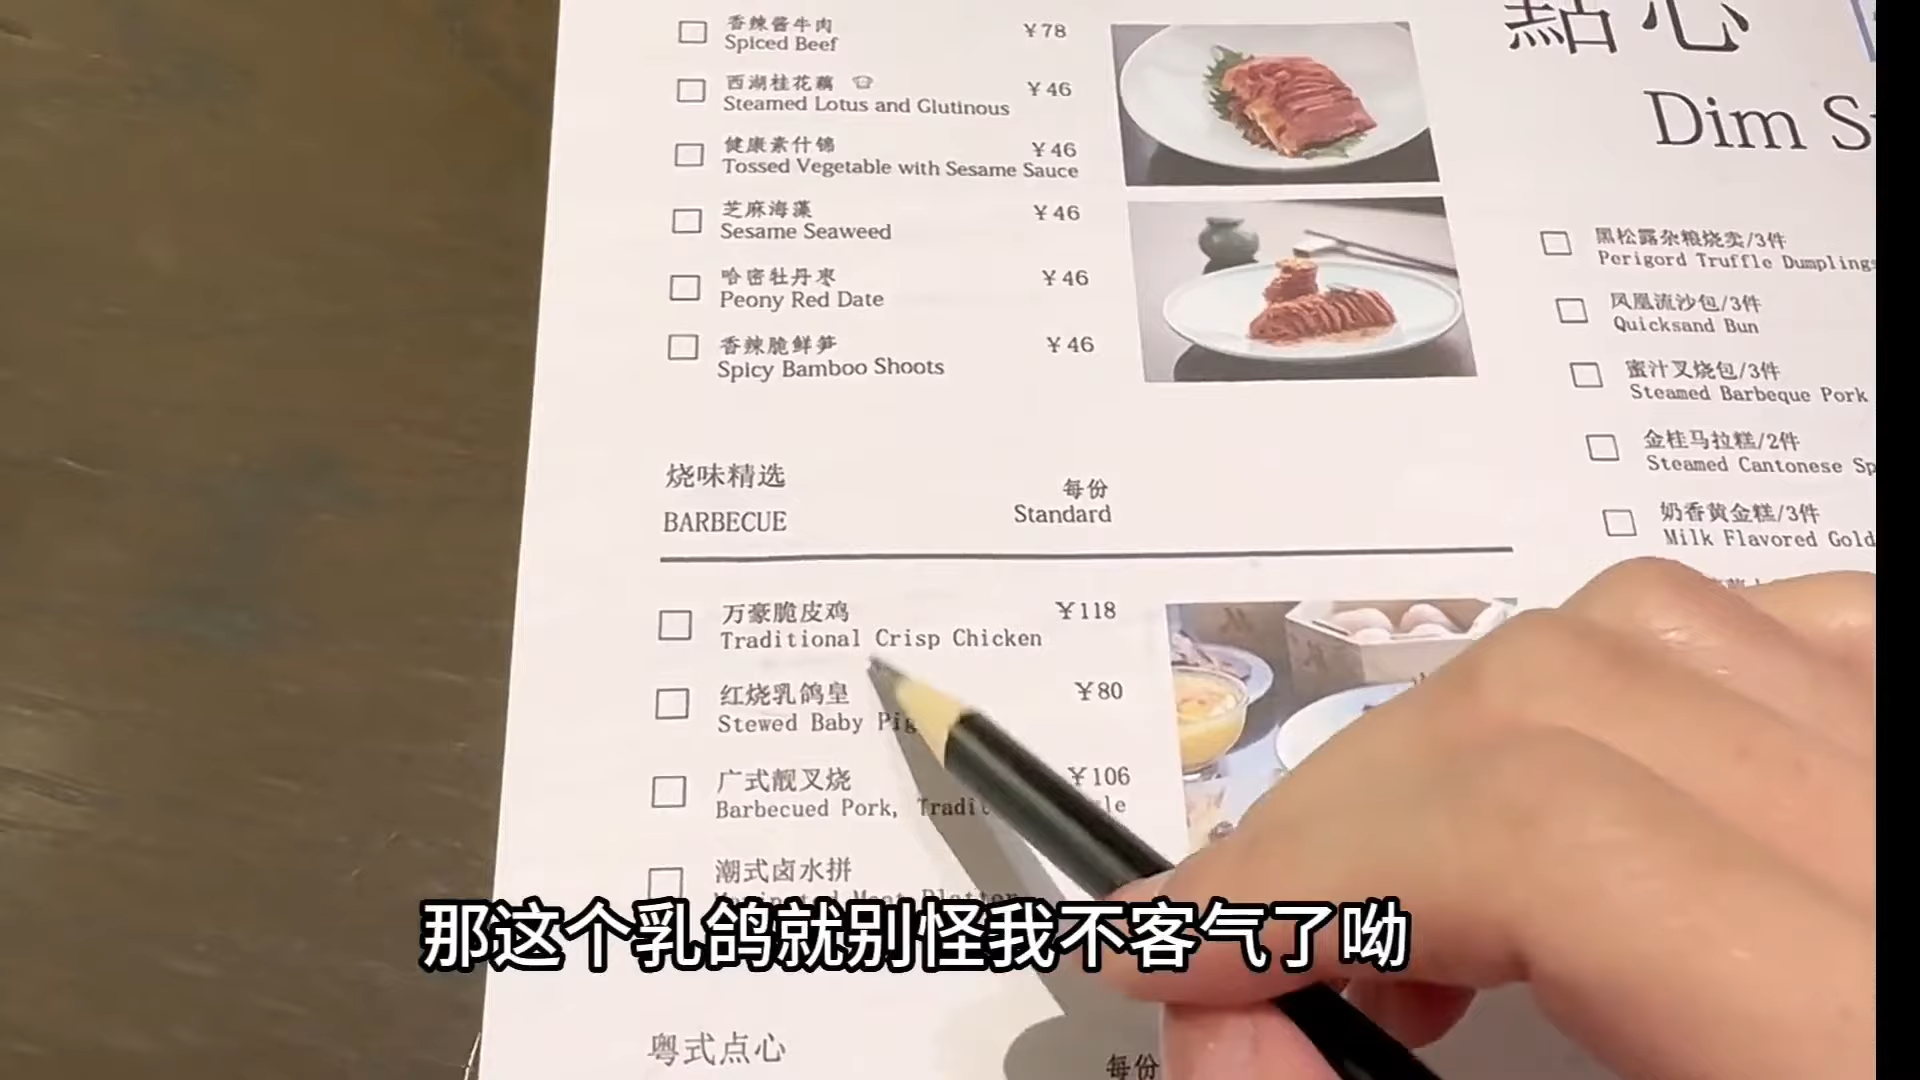 香辣酱牛肉 ¥78
Spiced Beef
西湖桂花藕 ¥46
Steamed Lotus and Glutinous
健康素什锦 ¥46
Tossed Vegetable with Sesame Sauce
芝麻海藻 ¥46
Sesame Seaweed
哈密牡丹枣 ¥46
Peony Red Date
香辣脆鲜笋 ¥46
Spicy Bamboo Shoots
烧味精选 每份
BARBECUE Standard
万豪脆皮鸡 ¥118
Traditional Crisp Chicken
红烧乳鸽皇 ¥80
Stewed Baby
广式靓叉烧 ¥106
Barbecued Pork,
潮式卤水拼
那这个乳鸽就别怪我不客气了呦
粤式点心 每份
點心
Dim
黑松露杂粮烧卖/3件
Perigord Truffle Dumplings
凤凰流沙包/3件
Quicksand Bun
蜜汁叉烧包/3件
Steamed Barbeque Pork
金桂马拉糕/2件
Steamed Cantonese Sp
奶香黄金糕/3件
Milk Flavored Gold